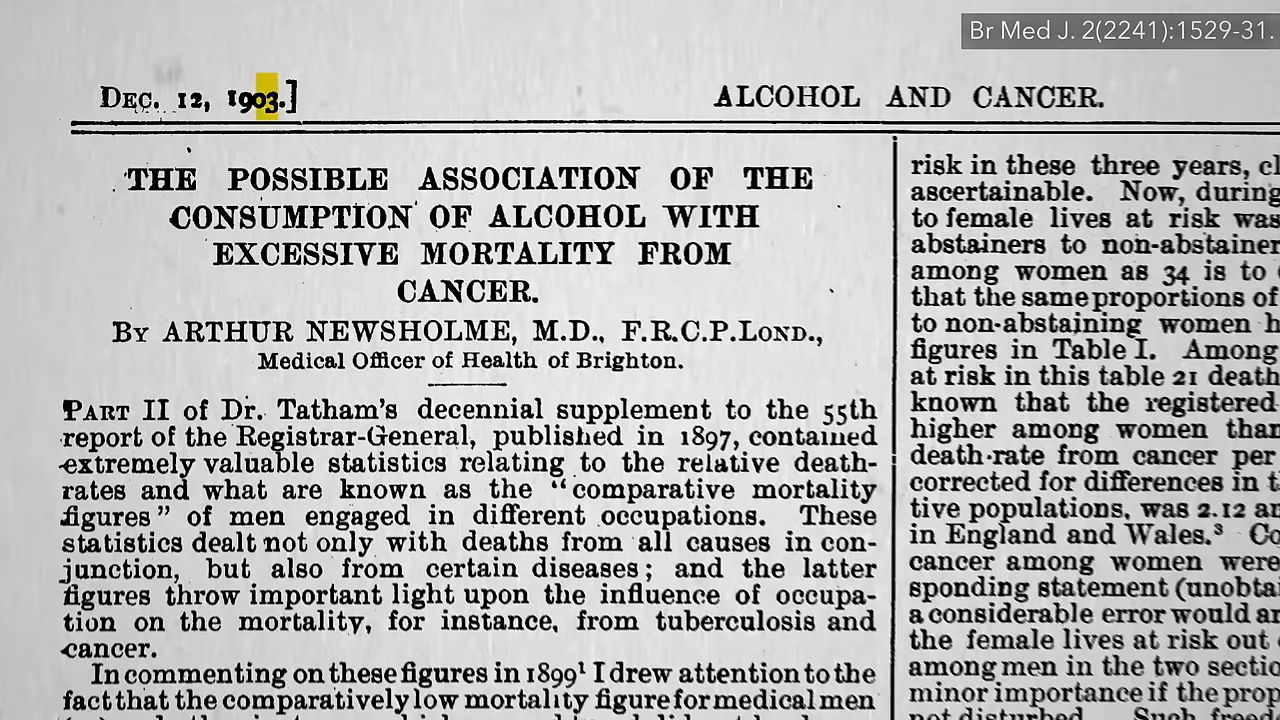 Br Med J. 2(2241):1529-31.
DEC. 12, 1903.]
ALCOHOL AND CANCER.
THE POSSIBLE ASSOCIATION OF THE
CONSUMPTION OF ALCOHOL WITH
EXCESSIVE MORTALITY FROM
CANCER.
BY ARTHUR NEWSHOLME, M.D., F.R.C.P.LOND.,
Medical Officer of Health of Brighton.
PART II of Dr. Tatham's decennial supplement to the 55th
report of the Registrar-General, published in 1897, contained
extremely valuable statistics relating to the relative death-
rates and what are known as the "comparative mortality
figures" of men engaged in different occupations. These
statistics dealt not only with deaths from all causes in con-
junction, but also from certain diseases; and the latter
figures throw important light upon the influence of occupa-
tion on the mortality, for instance, from tuberculosis and
cancer.
In commenting on these figures in 1899¹ I drew attention to the
fact that the comparatively low mortality figure for medical men
risk in these three years, cl
ascertainable. Now, during
to female lives at risk was
abstainers to non-abstainer
among women as 34 is to
that the same proportions of
to non-abstaining women h
figures in Table I. Among
at risk in this table 21 death
known that the registered
higher among women than
death-rate from cancer per
corrected for differences in t
tive populations, was 2.12 an
in England and Wales.³ Co
cancer among women were
sponding statement (unobtai
a considerable error would ar
the female lives at risk out
among men in the two sectio
minor importance if the prop
not disturbed. Such